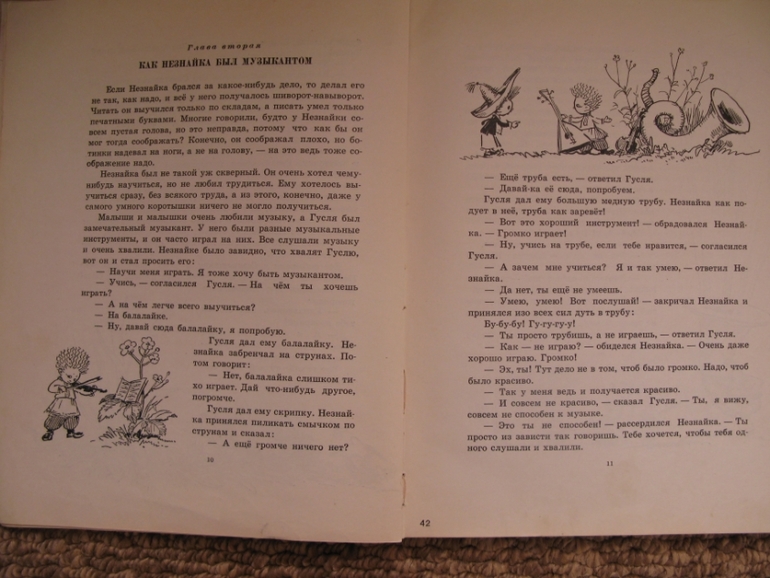 Глава вторая
КАК НЕЗНАЙКА БЫЛ МУЗЫКАНТОМ
Если Незнайка брался за какое-нибудь дело, то делал его
не так, как надо, и всё у него получалось шиворот-навыворот.
Читать он выучился только по складам, а писать умел только
печатными буквами. Многие говорили, будто у Незнайки со-
всем пустая голова, но это неправда, потому что как бы он
мог тогда соображать? Конечно, он соображал плохо, но бо-
тинки надевал на ноги, а не на голову, — на это ведь тоже со-
ображение надо.
Незнайка был не такой уж скверный. Он очень хотел чему-
нибудь научиться, но не любил трудиться. Ему хотелось вы-
учиться сразу, без всякого труда, а из этого, конечно, даже у
самого умного коротышки ничего не могло получиться.
Малыши и малышки очень любили музыку, а Гусля был
замечательный музыкант. У него были разные музыкальные
инструменты, и он часто играл на них. Все слушали музыку
и очень хвалили. Незнайке было завидно, что хвалят Гуслю,
вот он и стал просить его:
— Научи меня играть. Я тоже хочу быть музыкантом.
— Учись, — согласился Гусля. — На чём ты хочешь
играть?
— А на чём легче всего выучиться?
— На балалайке.
— Ну, давай сюда балалайку, я попробую.
Гусля дал ему балалайку. Не-
знайка забренчал на струнах. По-
том говорит:
— Нет, балалайка слишком ти-
хо играет. Дай что-нибудь другое,
погромче.
Гусля дал ему скрипку. Незнай-
ка принялся пиликать смычком по
струнам и сказал:
— А ещё громче ничего нет?
10
— Ещё труба есть, — ответил Гусля.
— Давай-ка её сюда, попробуем.
Гусля дал ему большую медную трубу. Незнайка как по-
дует в неё, труба как заревёт!
— Вот это хороший инструмент! — обрадовался Незнай-
ка. — Громко играет!
— Ну, учись на трубе, если тебе нравится, — согласился
Гусля.
— А зачем мне учиться? Я и так умею, — ответил Не-
знайка.
— Да нет, ты ещё не умеешь.
— Умею, умею! Вот послушай! — закричал Незнайка и
принялся изо всех сил дуть в трубу:
Бу-бу-бу! Гу-гу-гу-у!
— Ты просто трубишь, а не играешь, — ответил Гусля.
— Как — не играю? — обиделся Незнайка. — Очень даже
хорошо играю. Громко!
— Эх, ты! Тут дело не в том, чтоб было громко. Надо, чтоб
было красиво.
— Так у меня ведь и получается красиво.
— И совсем не красиво, — сказал Гусля. — Ты, я вижу,
совсем не способен к музыке.
— Это ты не способен! — рассердился Незнайка. — Ты
просто из зависти так говоришь. Тебе хочется, чтобы тебя од-
ного слушали и хвалили.
11
42